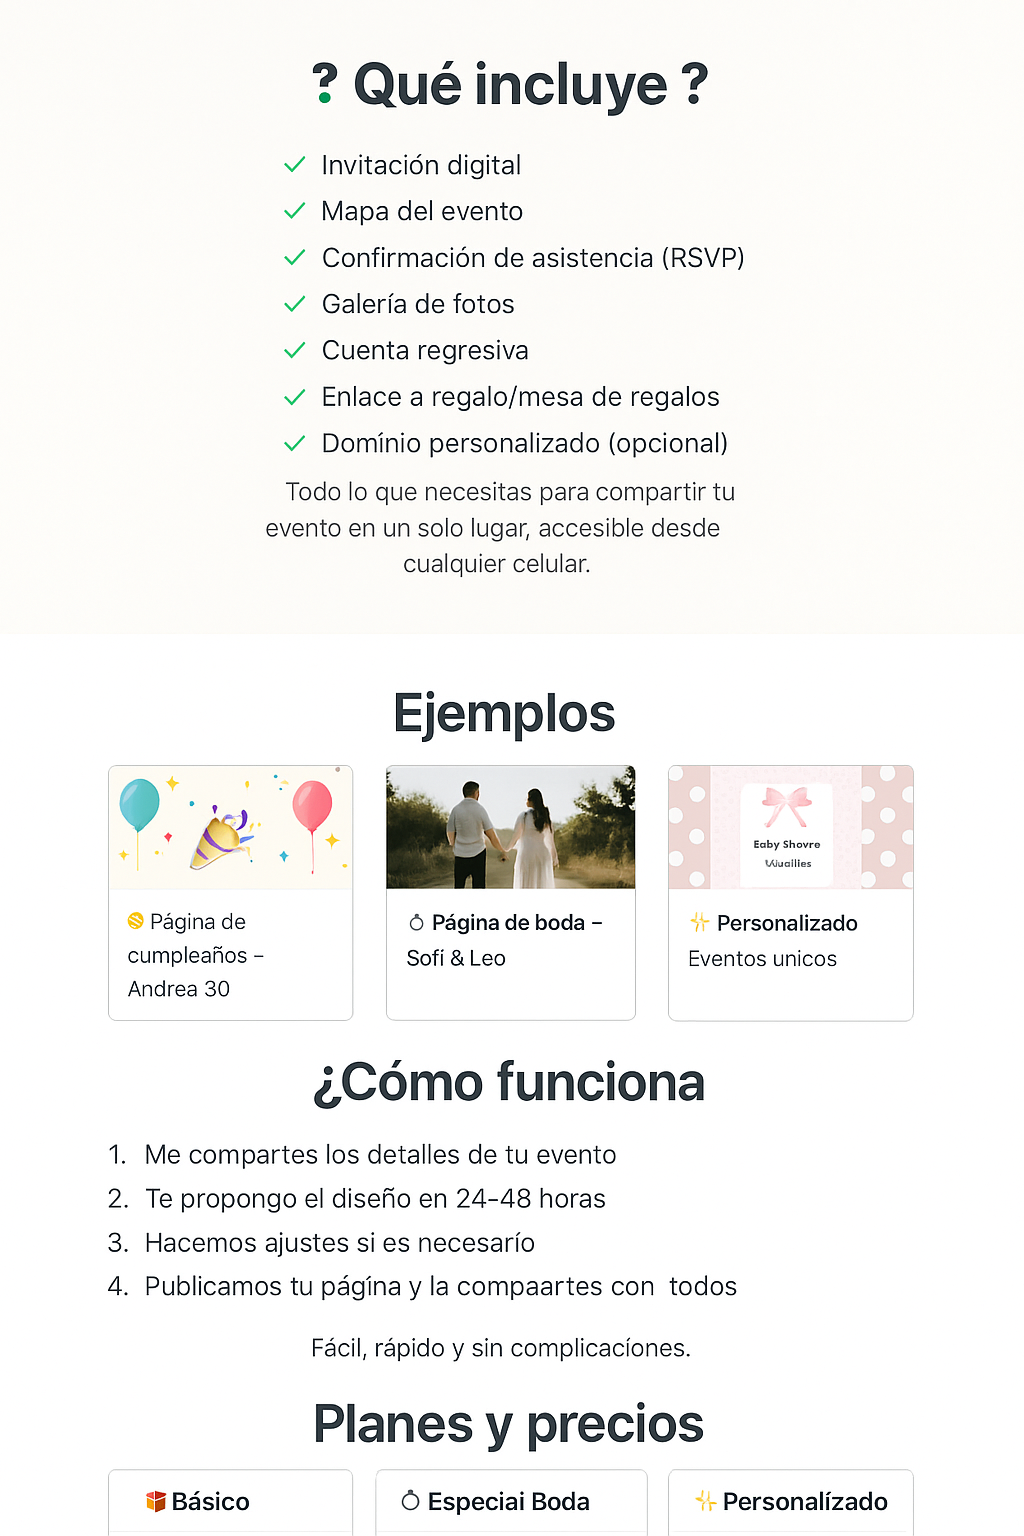 ? Qué incluye ?
✓ Invitación digital
✓ Mapa del evento
✓ Confirmación de asistencia (RSVP)
✓ Galería de fotos
✓ Cuenta regresiva
✓ Enlace a regalo/mesa de regalos
✓ Domínio personalizado (opcional)
Todo lo que necesitas para compartir tu
evento en un solo lugar, accesible desde
cualquier celular.
Ejemplos
Página de
cumpleaños –
Andrea 30
Página de boda –
Sofí & Leo
Eaby Shovre
Personalizado
Eventos unicos
¿Cómo funciona
1. Me compartes los detalles de tu evento
2. Te propongo el diseño en 24-48 horas
3. Hacemos ajustes si es necesarío
4. Publicamos tu págína y la compaartes con todos
Fácil, rápido y sin complicacíones.
Planes y precios
Básico
Especiai Boda
Personalízado